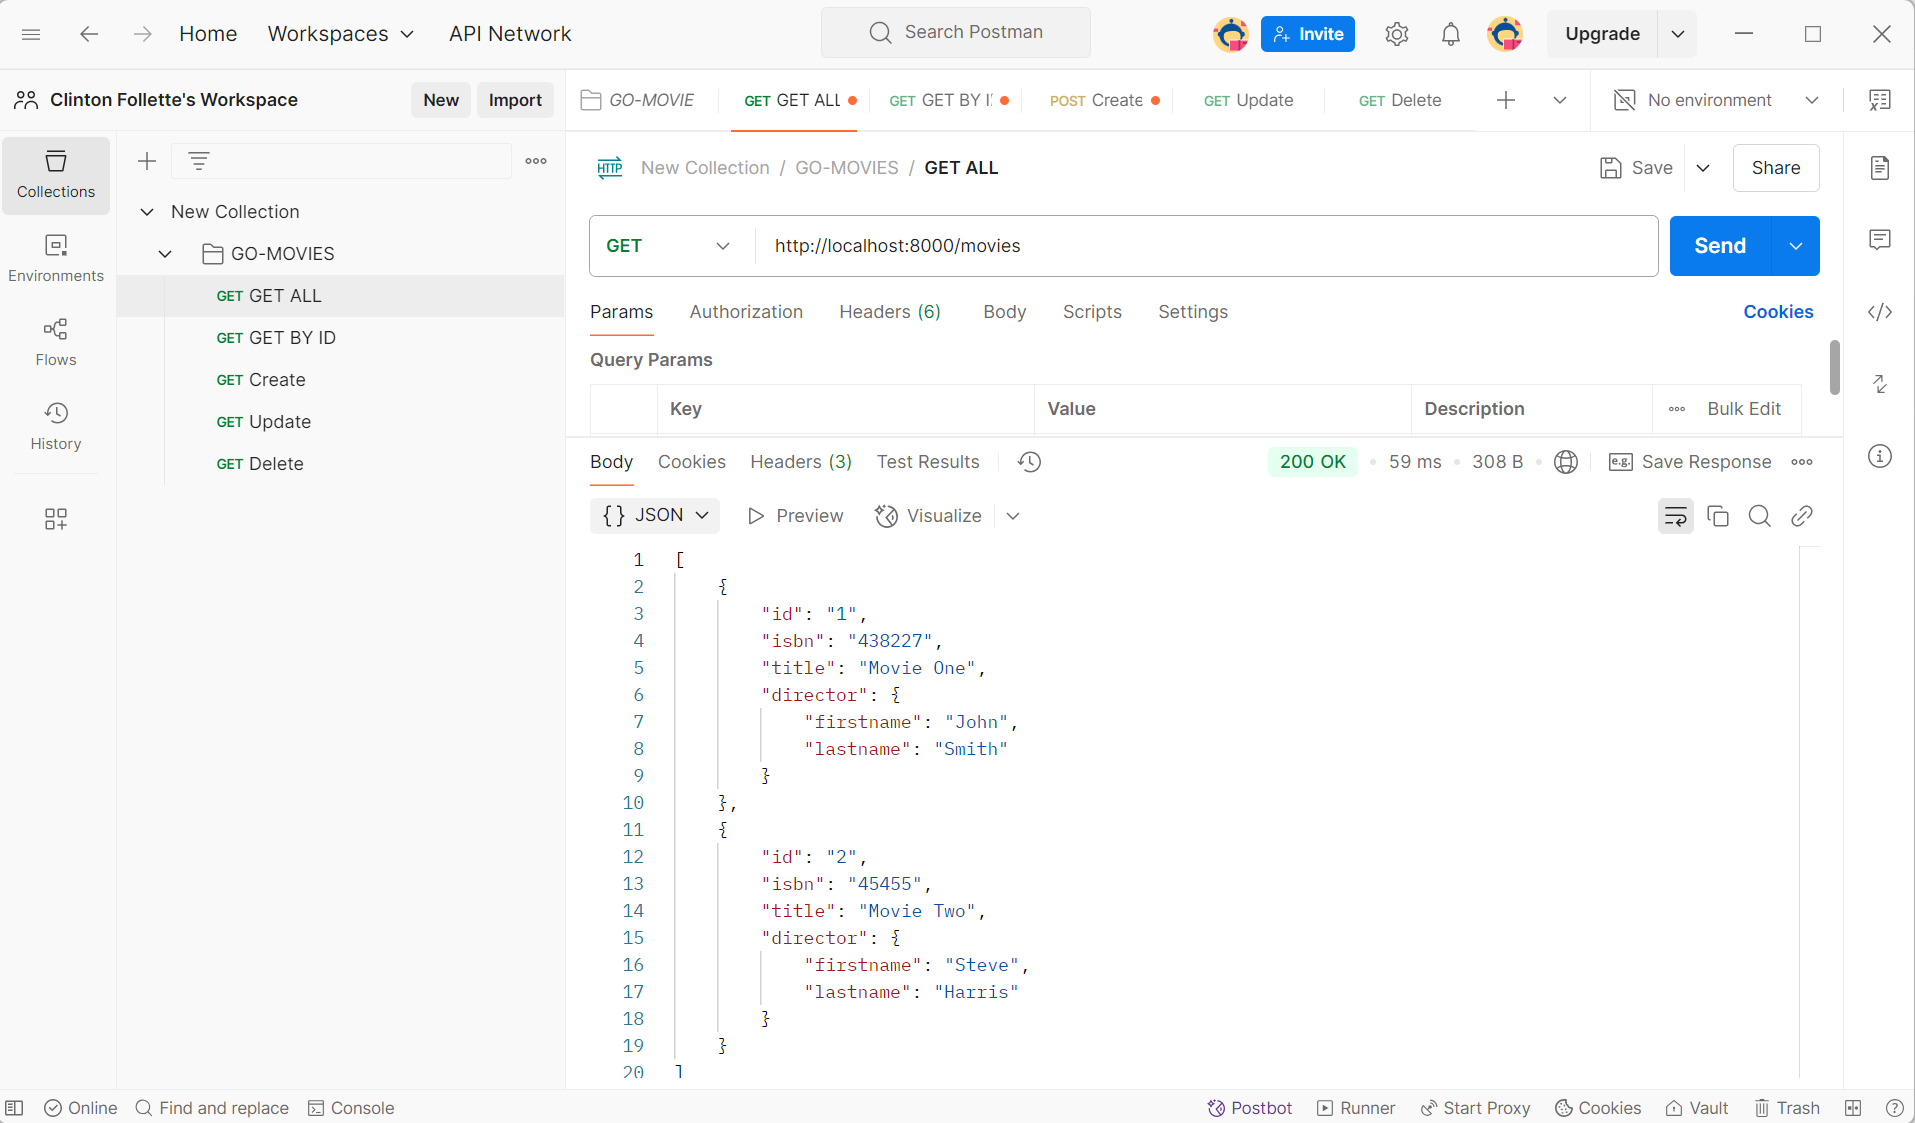 Home Workspaces API Network Search Postman Invite Upgrade
Clinton Follette's Workspace New Import
GO-MOVIE GET GET ALL GET GET BY I POST Create GET Update GET Delete No environment
Collections
Environments
Flows
History
New Collection
GO-MOVIES
GET GET ALL
GET GET BY ID
GET Create
GET Update
GET Delete
HTTP New Collection / GO-MOVIES / GET ALL Save Share
GET http://localhost:8000/movies Send
Params Authorization Headers (6) Body Scripts Settings Cookies
Query Params
Key Value Description Bulk Edit
Body Cookies Headers (3) Test Results 200 OK 59 ms 308 B e.g. Save Response
{} JSON Preview Visualize
1 [
2 {
3 "id": "1",
4 "isbn": "438227",
5 "title": "Movie One",
6 "director": {
7 "firstname": "John",
8 "lastname": "Smith"
9 }
10 },
11 {
12 "id": "2",
13 "isbn": "45455",
14 "title": "Movie Two",
15 "director": {
16 "firstname": "Steve",
17 "lastname": "Harris"
18 }
19 }
20 ]
Online Find and replace Console Postbot Runner Start Proxy Cookies Vault Trash